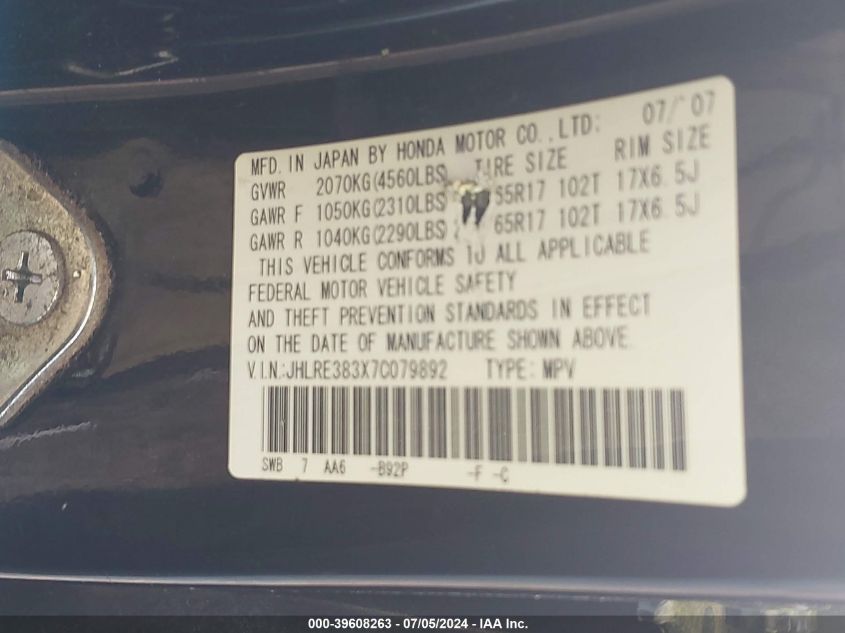 MFD. IN JAPAN BY HONDA MOTOR CO., LTD: 07/'07
GVWR 2070KG(4560LBS) TIRE SIZE RIM SIZE
GAWR F 1050KG(2310LBS) 65R17 102T 17X6.5J
GAWR R 1040KG(2290LBS) 65R17 102T 17X6.5J
THIS VEHICLE CONFORMS TO ALL APPLICABLE
FEDERAL MOTOR VEHICLE SAFETY
AND THEFT PREVENTION STANDARDS IN EFFECT
ON THE DATE OF MANUFACTURE SHOWN ABOVE.
V.I.N.:JHLRE383X7C079892 TYPE: MPV
SWB 7 AA6 -B92P -F -C
000-39608263 - 07/05/2024 - IAA Inc.